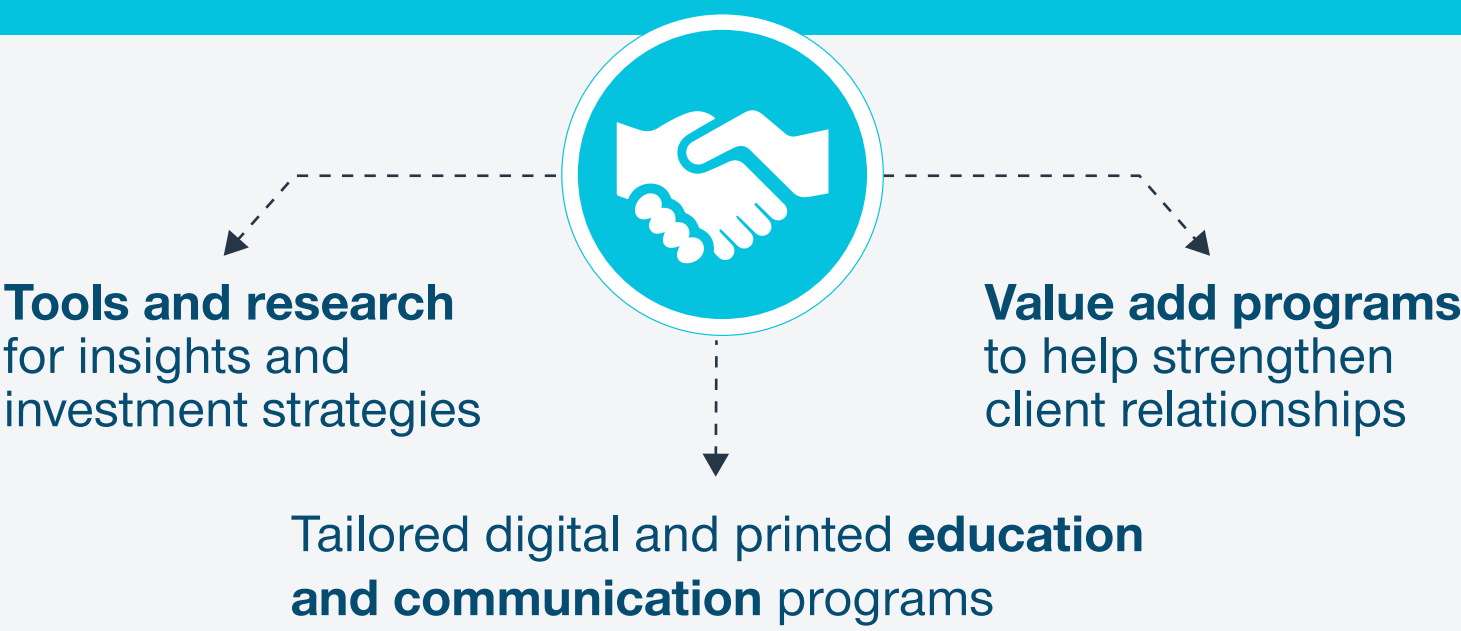 Tools and research
for insights and
investment strategies
Value add programs
to help strengthen
client relationships
Tailored digital and printed education
and communication programs